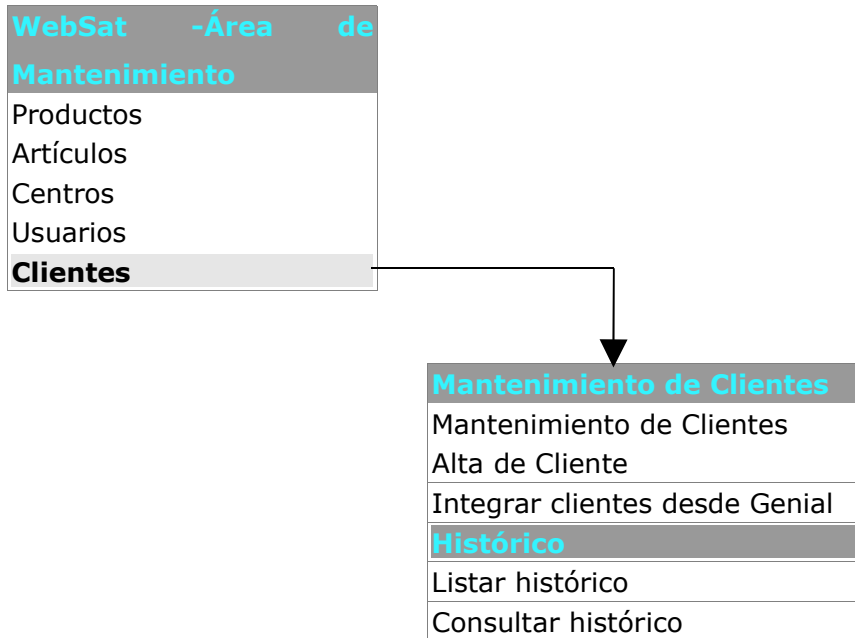 WebSat -Área de
Mantenimiento
Productos
Artículos
Centros
Usuarios
Clientes
Mantenimiento de Clientes
Mantenimiento de Clientes
Alta de Cliente
Integrar clientes desde Genial
Histórico
Listar histórico
Consultar histórico